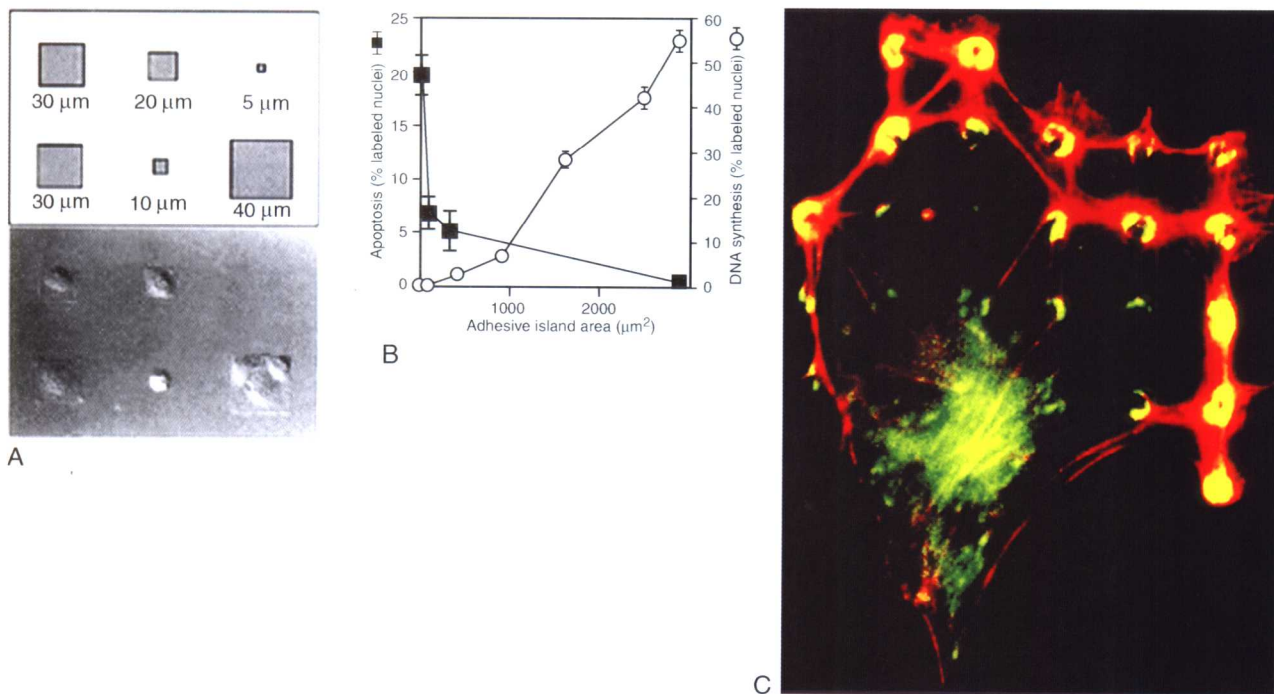 30 μm 20 μm 5 μm
30 μm 10 μm 40 μm
A
Apoptosis (% labeled nuclei)
25
20
15
10
5
0
1000 2000
Adhesive island area (μm²)
60
50
40
30
20
10
0
DNA synthesis (% labeled nuclei)
B
C